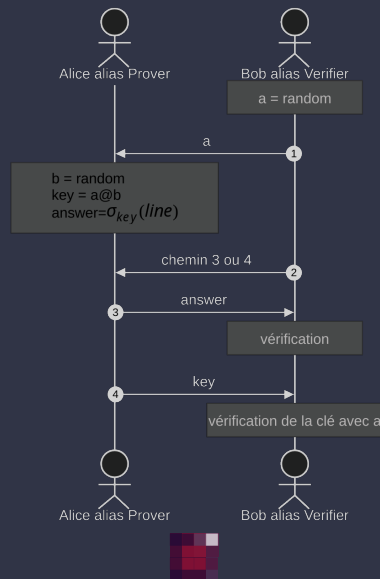 Alice alias Prover
Bob alias Verifier
a = random
a
1
b = random
key = a@b
answer=σkey(line)
chemin 3 ou 4
2
answer
3
vérification
key
4
vérification de la clé avec a
Alice alias Prover
Bob alias Verifier